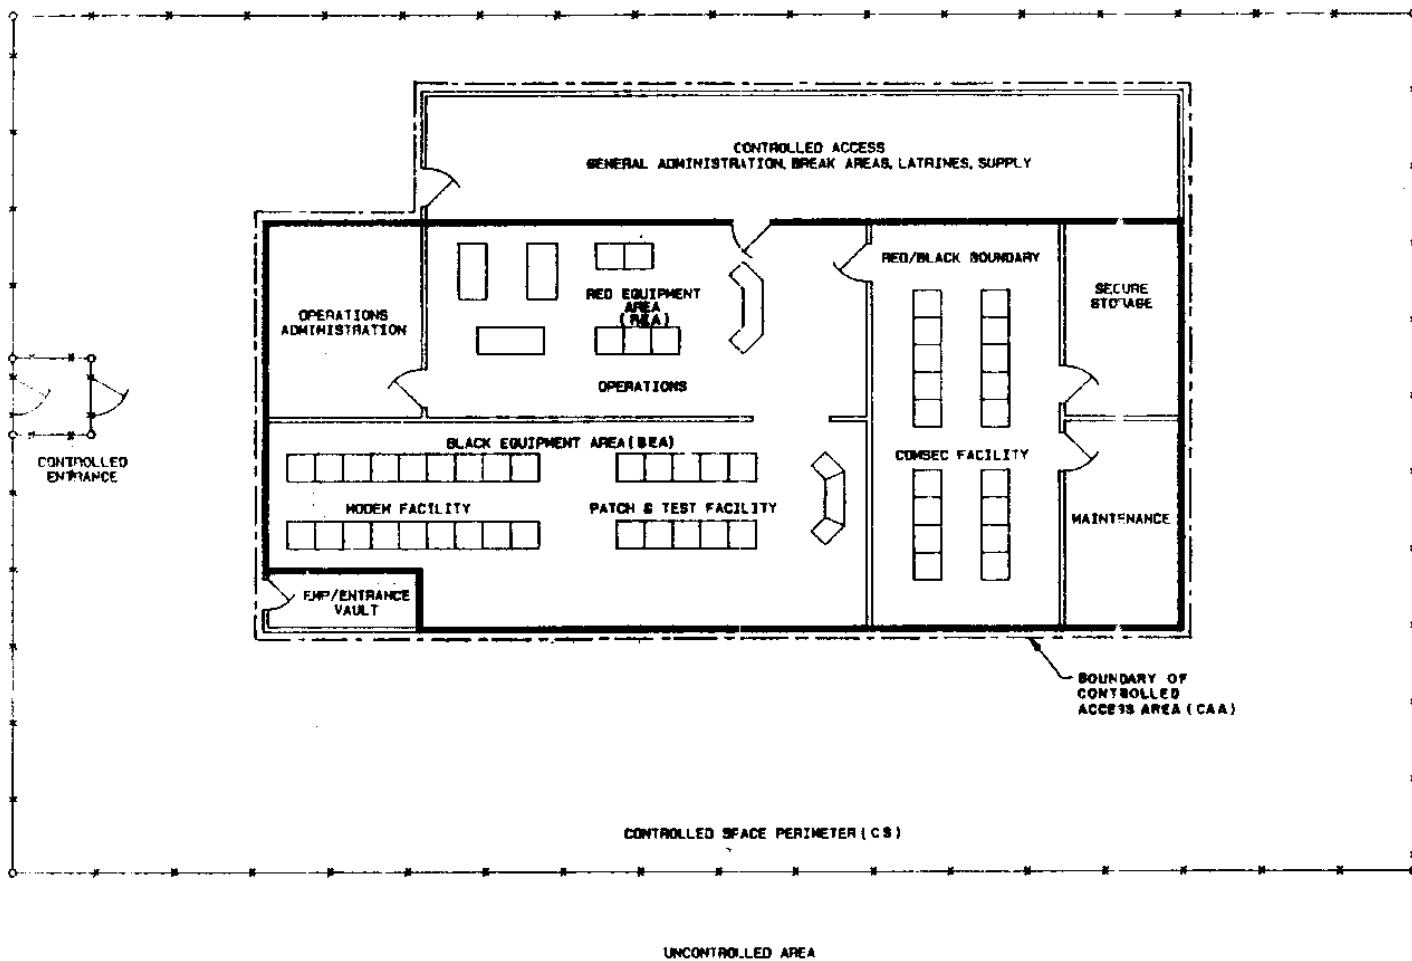 CONTROLLED ACCESS
GENERAL ADMINISTRATION, BREAK AREAS, LATRINES, SUPPLY
RED/BLACK BOUNDARY
SECURE
STORAGE
RED EQUIPMENT
AREA
(REA)
OPERATIONS
ADMINISTRATION
OPERATIONS
BLACK EQUIPMENT AREA (BEA)
CONTROLLED
ENTRANCE
COMSEC FACILITY
MODEM FACILITY
PATCH & TEST FACILITY
MAINTENANCE
EMP/ENTRANCE
VAULT
BOUNDARY OF
CONTROLLED
ACCESS AREA (CAA)
CONTROLLED SPACE PERIMETER (CS)
UNCONTROLLED AREA